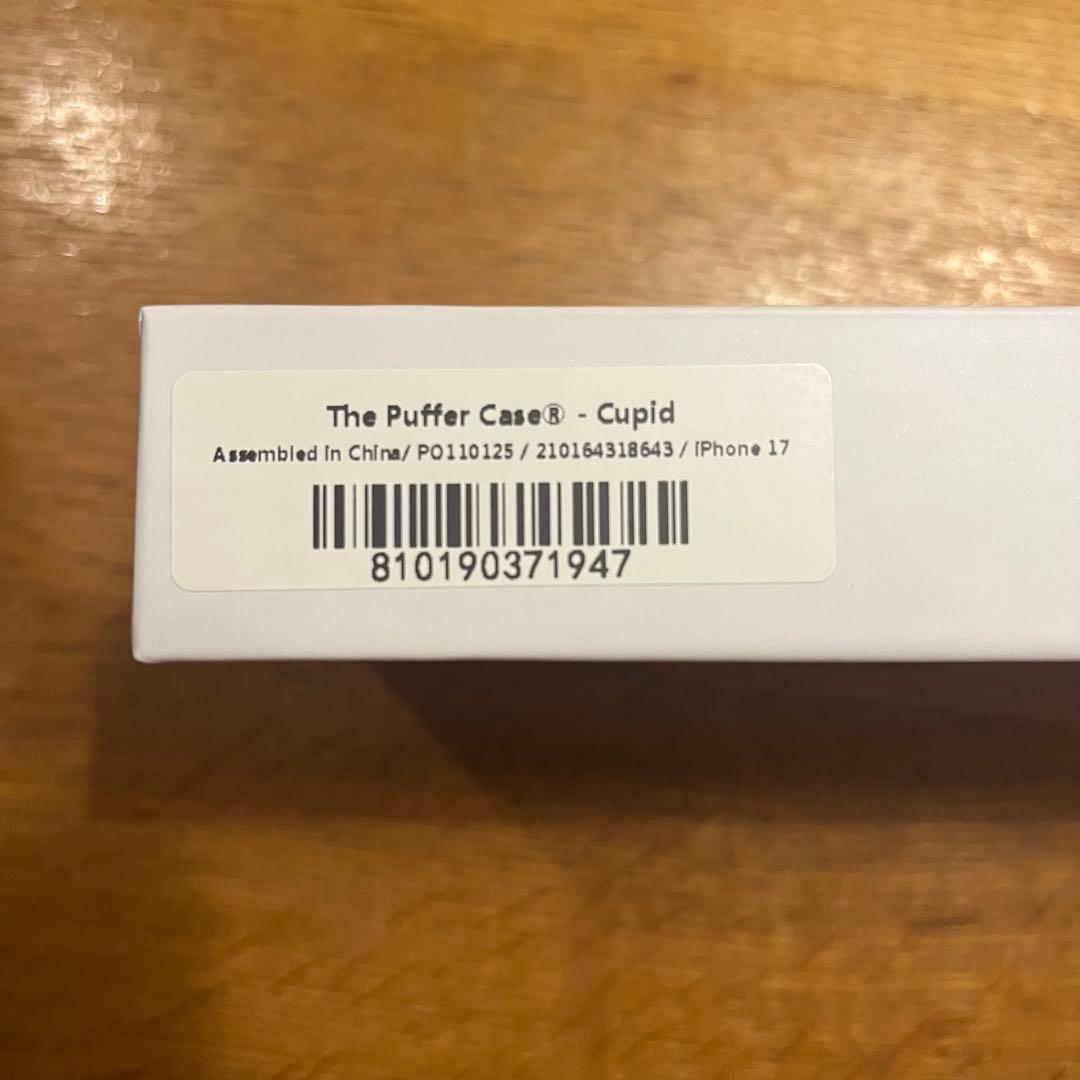 The Puffer Case® - Cupid
Assembled in China/ PO110125 / 210164318643 / iPhone 17
810190371947